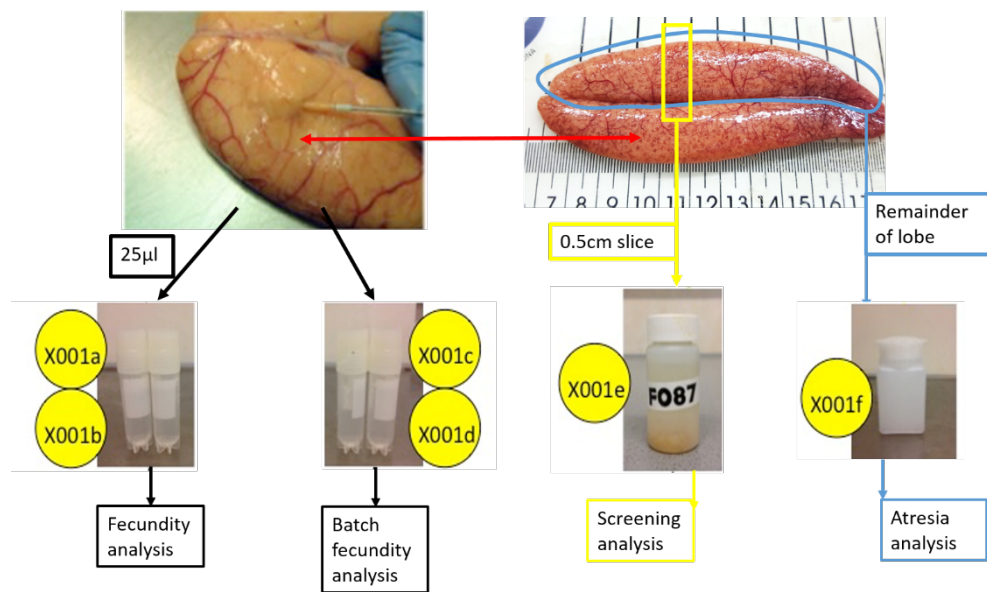 7 8 9 10 11 12 13 14 15 16 1
25µl
0.5cm slice
Remainder
of lobe
X001a
X001b
X001c
X001d
X001e
F087
X001f
Fecundity
analysis
Batch
fecundity
analysis
Screening
analysis
Atresia
analysis